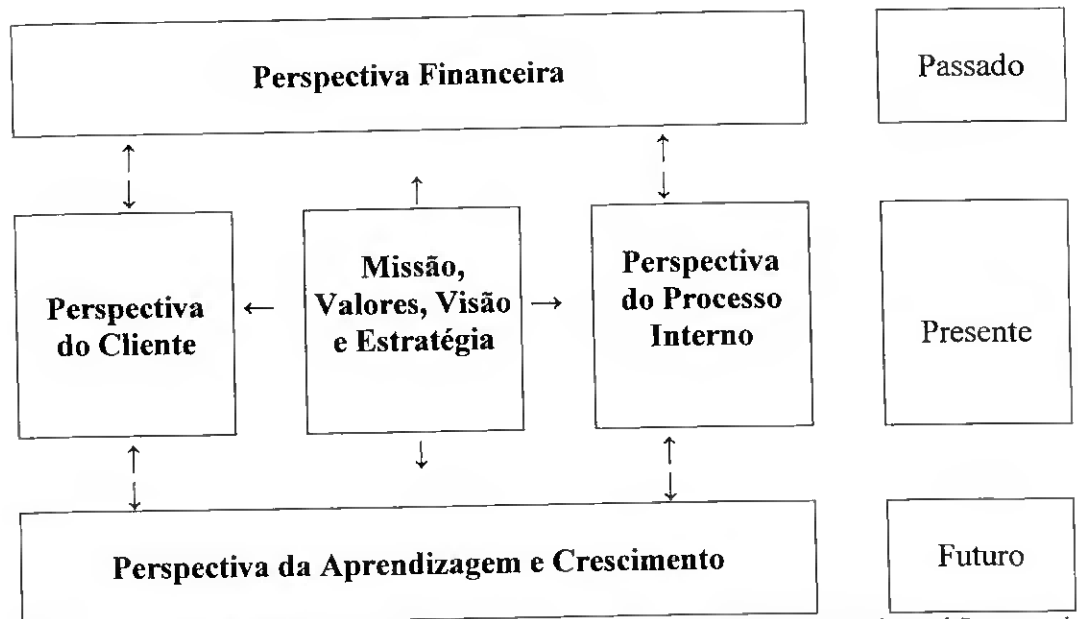 Perspectiva Financeira
Passado
Perspectiva
do Cliente
Missão,
Valores, Visão
e Estratégia
Perspectiva
do Processo
Interno
Presente
Perspectiva da Aprendizagem e Crescimento
Futuro